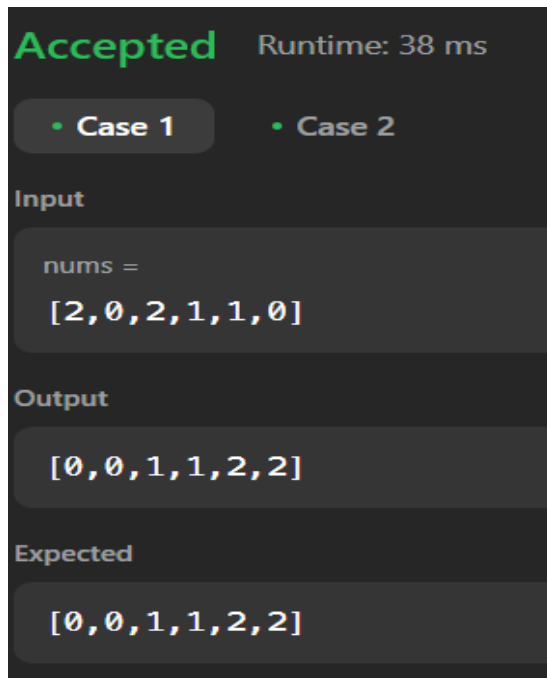 Accepted Runtime: 38 ms
• Case 1 • Case 2
Input
nums =
[2,0,2,1,1,0]
Output
[0,0,1,1,2,2]
Expected
[0,0,1,1,2,2]